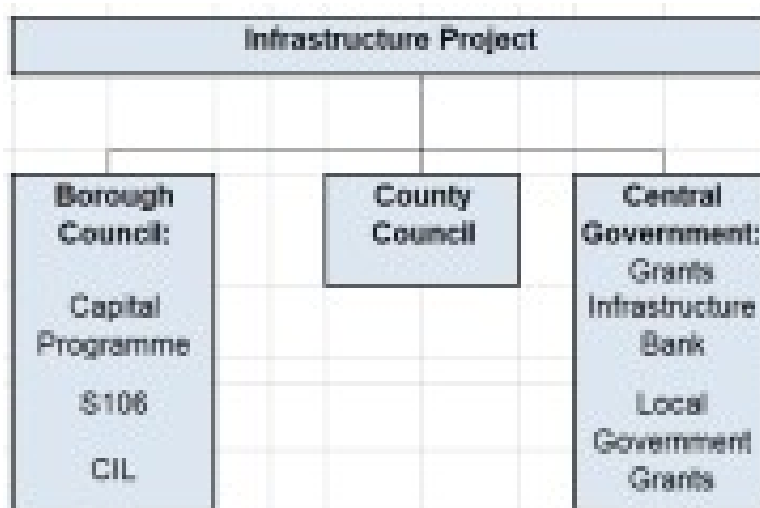 Infrastructure Project
Borough
Council:
Capital
Programme
S106
CIL
County
Council
Central
Government:
Grants
Infrastructure
Bank
Local
Government
Grants